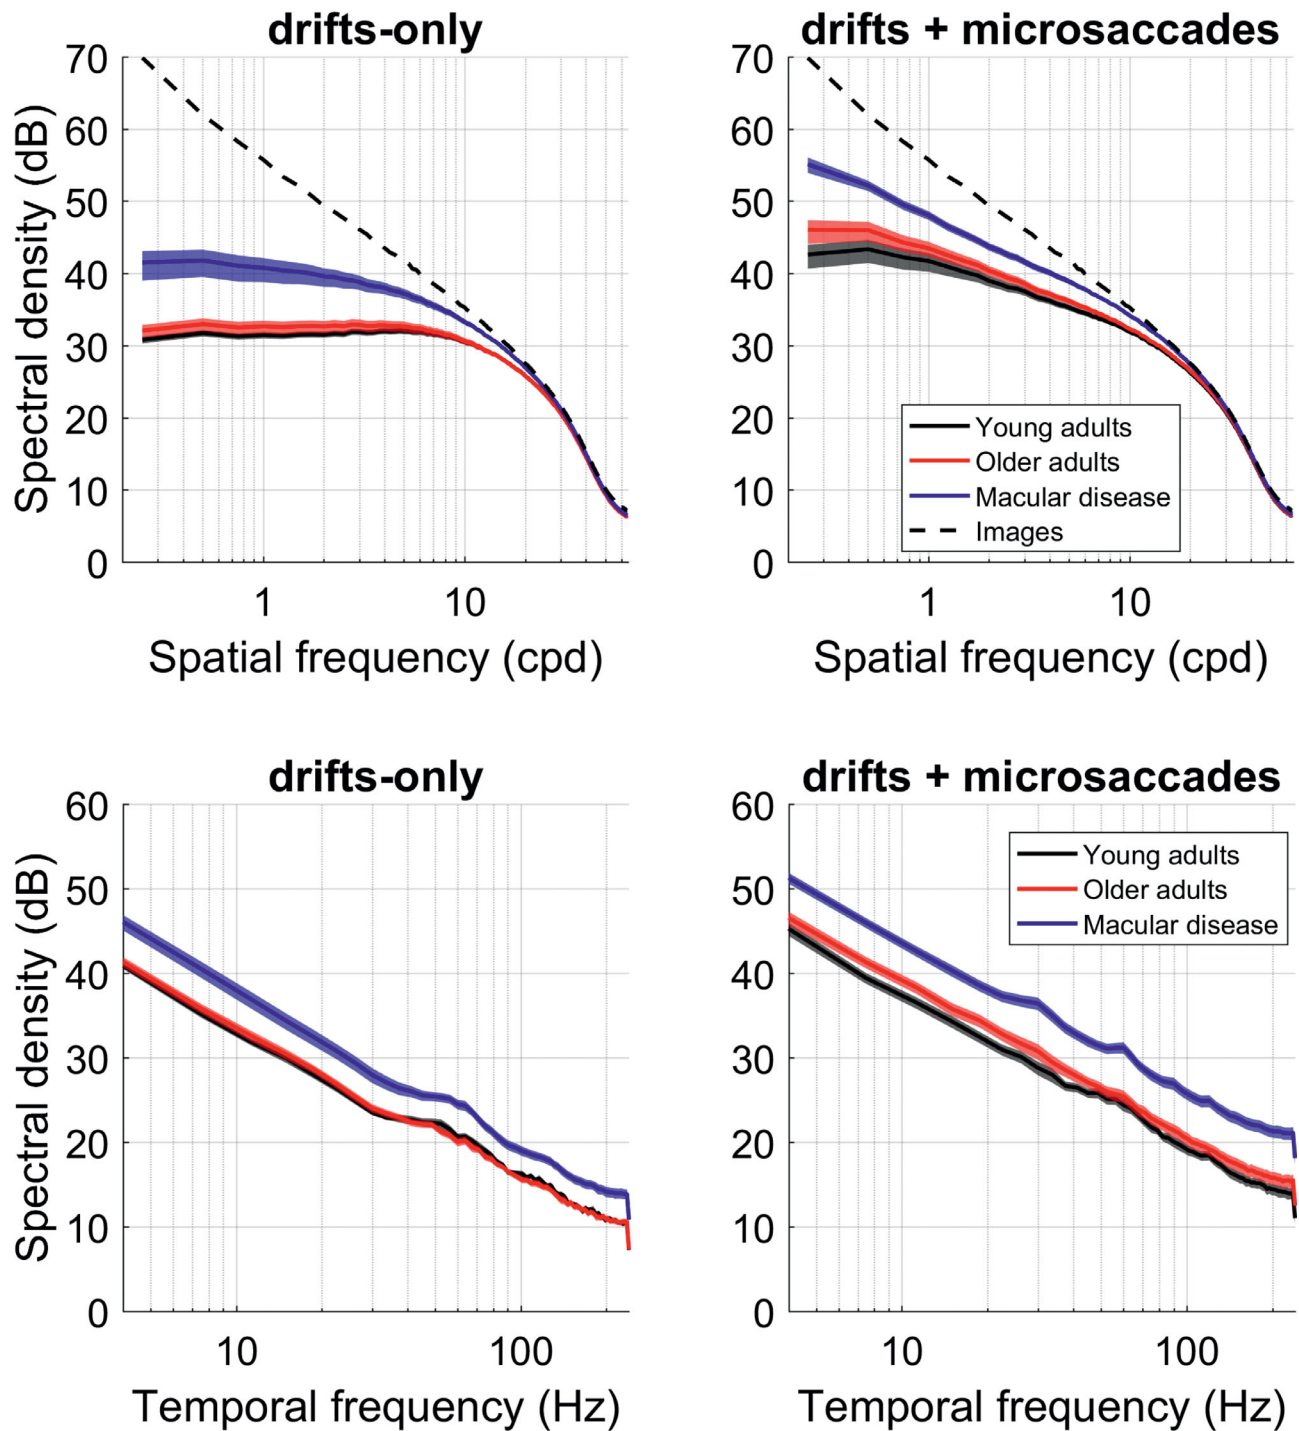 drifts-only
drifts + microsaccades
70
60
50
40
30
20
10
0
Spectral density (dB)
1
10
Spatial frequency (cpd)
70
60
50
40
30
20
10
0
Young adults
Older adults
Macular disease
Images
1
10
Spatial frequency (cpd)
drifts-only
drifts + microsaccades
60
50
40
30
20
10
0
Spectral density (dB)
10
100
Temporal frequency (Hz)
60
50
40
30
20
10
0
Young adults
Older adults
Macular disease
10
100
Temporal frequency (Hz)